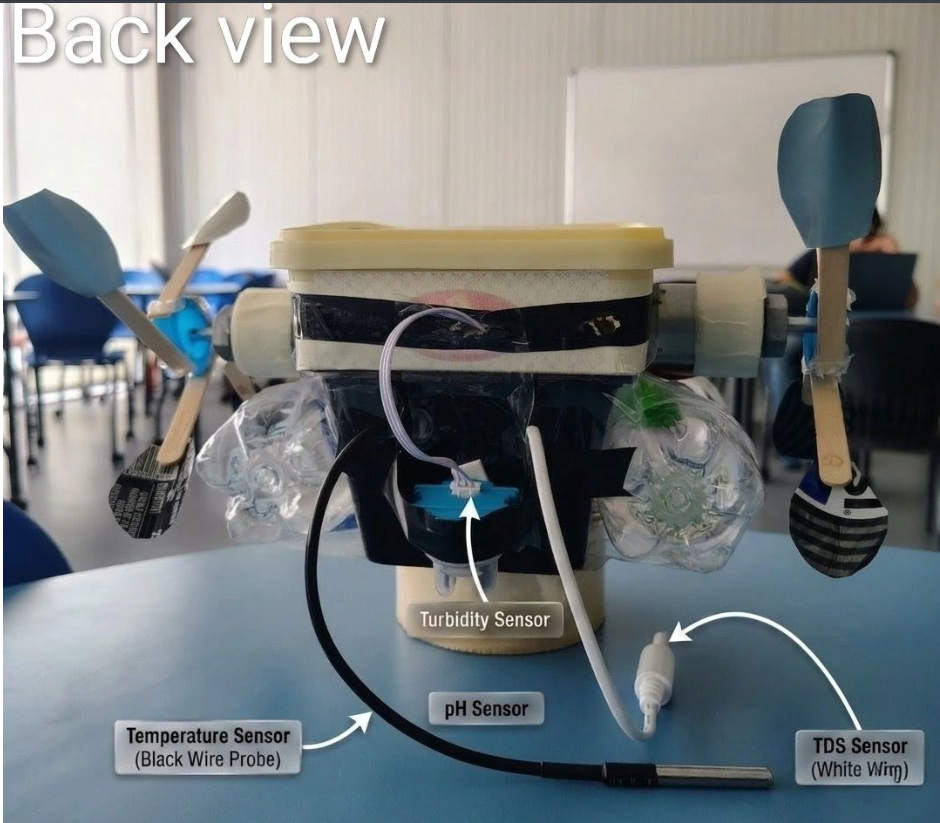 Back view
Turbidity Sensor
pH Sensor
Temperature Sensor
(Black Wire Probe)
TDS Sensor
(White